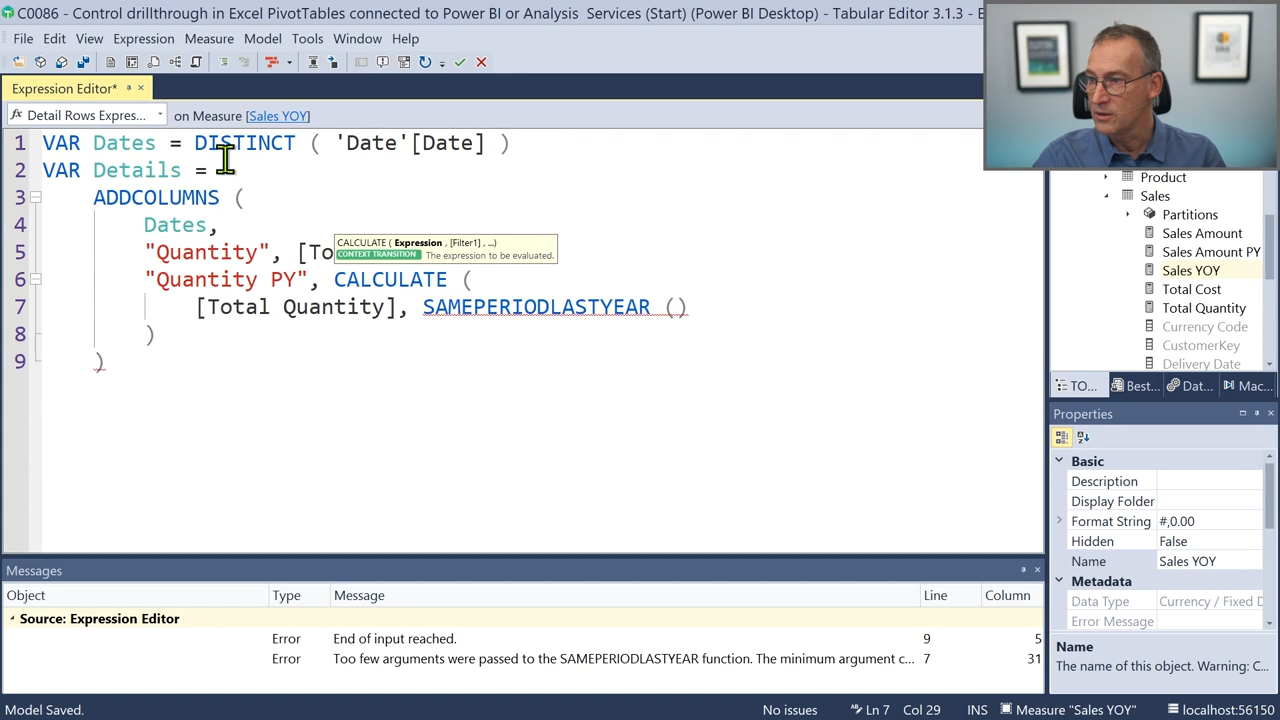 C0086 - Control drillthrough in Excel PivotTables connected to Power BI or Analysis Services (Start) (Power BI Desktop) - Tabular Editor 3.1.3 - E
File Edit View Expression Measure Model Tools Window Help
Expression Editor*
fx Detail Rows Expres... on Measure [Sales YOY]
1 VAR Dates = DISTINCT ( 'Date'[Date] )
2 VAR Details =
3 ADDCOLUMNS (
4 Dates,
5 "Quantity", [To
CALCULATE ( Expression , [Filter1] , ...)
CONTEXT TRANSITION The expression to be evaluated.
6 "Quantity PY", CALCULATE (
7 [Total Quantity], SAMEPERIODLASTYEAR ()
8 )
9 )
Product
Sales
Partitions
Sales Amount
Sales Amount PY
Sales YOY
Total Cost
Total Quantity
Currency Code
CustomerKey
Delivery Date
TO... Best... Dat... Mac...
Properties
Basic
Description
Display Folder
Format String #,0.00
Hidden False
Name Sales YOY
Metadata
Data Type Currency / Fixed D
Error Message
Name
The name of this object. Warning: C...
Messages
Object Type Message Line Column
Source: Expression Editor
Error End of input reached. 9 5
Error Too few arguments were passed to the SAMEPERIODLASTYEAR function. The minimum argument c... 7 31
Model Saved. No issues Ln 7 Col 29 INS Measure "Sales YOY" localhost:56150